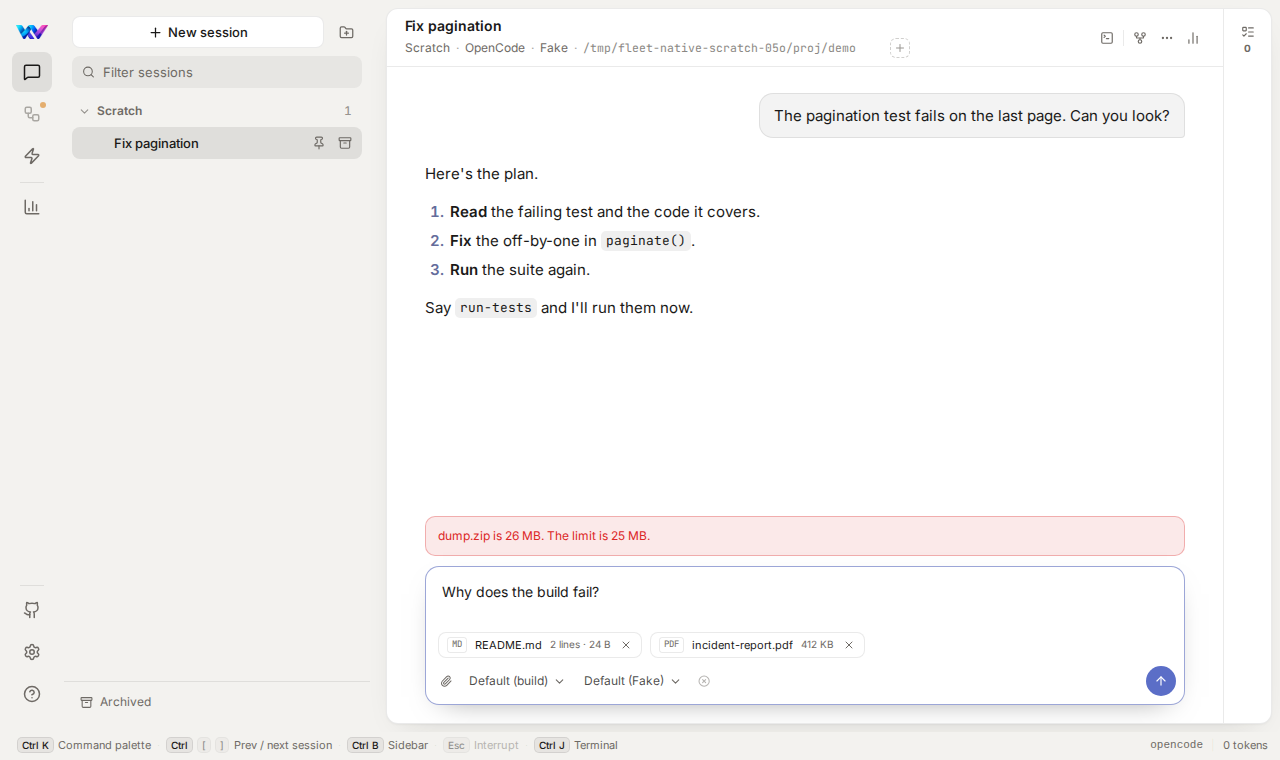 New session
Filter sessions
Scratch 1
Fix pagination
Archived
Fix pagination
Scratch · OpenCode · Fake · /tmp/fleet-native-scratch-05o/proj/demo
0
The pagination test fails on the last page. Can you look?
Here's the plan.
1. Read the failing test and the code it covers.
2. Fix the off-by-one in paginate().
3. Run the suite again.
Say run-tests and I'll run them now.
dump.zip is 26 MB. The limit is 25 MB.
Why does the build fail?
MD README.md 2 lines · 24 B PDF incident-report.pdf 412 KB
Default (build) Default (Fake)
Ctrl K Command palette Ctrl [ ] Prev / next session Ctrl B Sidebar Esc Interrupt Ctrl J Terminal opencode 0 tokens